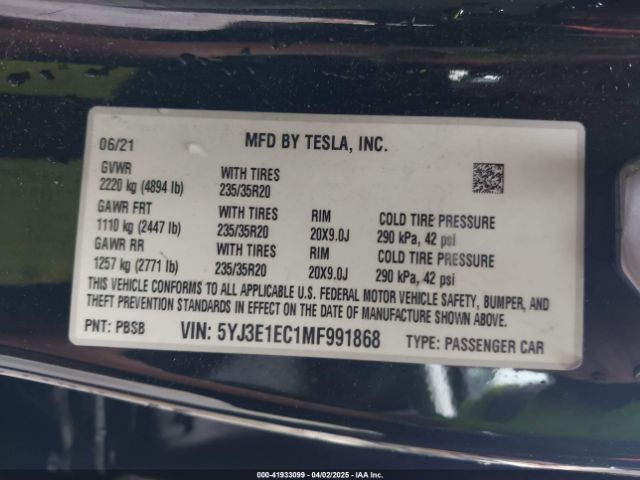 06/21 MFD BY TESLA, INC.
GVWR WITH TIRES
2220 kg (4894 lb) 235/35R20
GAWR FRT WITH TIRES RIM COLD TIRE PRESSURE
1110 kg (2447 lb) 235/35R20 20X9.0J 290 kPa, 42 psi
GAWR RR WITH TIRES RIM COLD TIRE PRESSURE
1257 kg (2771 lb) 235/35R20 20X9.0J 290 kPa, 42 psi
THIS VEHICLE CONFORMS TO ALL APPLICABLE U.S. FEDERAL MOTOR VEHICLE SAFETY, BUMPER, AND
THEFT PREVENTION STANDARDS IN EFFECT ON THE DATE OF MANUFACTURE SHOWN ABOVE.
PNT: PBSB VIN: 5YJ3E1EC1MF991868 TYPE: PASSENGER CAR
000-41933099 04/02/2025 - IAAI.COM